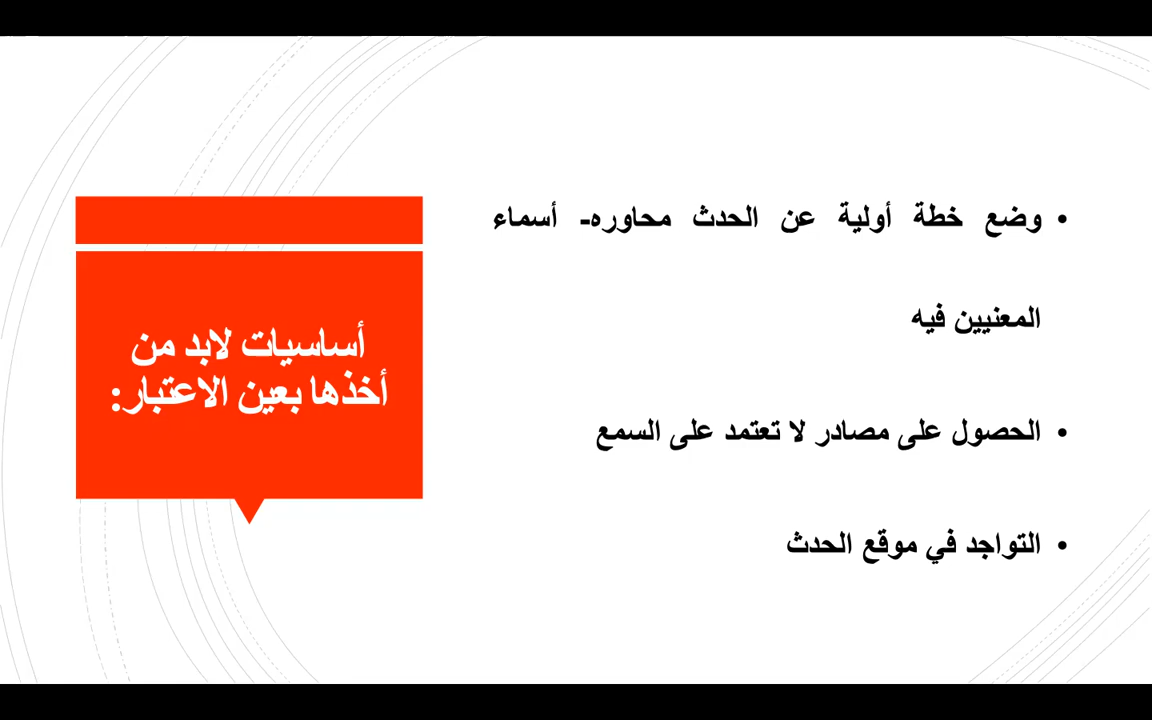 أساسيات لابد من
أخذها بعين الاعتبار:
• وضع خطة أولية عن الحدث محاوره- أسماء
المعنيين فيه
• الحصول على مصادر لا تعتمد على السمع
• التواجد في موقع الحدث